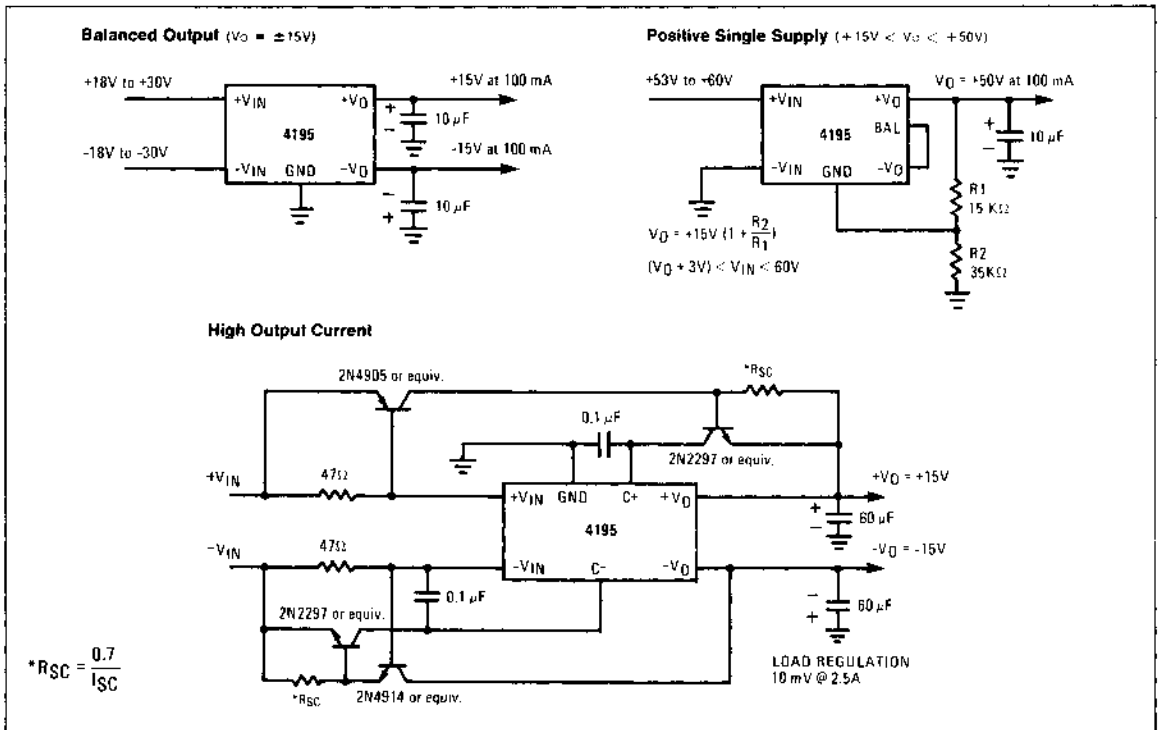 Balanced Output (VO = ±15V)
+18V to +30V
-18V to -30V
+VIN
+VO
4195
-VIN
GND
-VO
+15V at 100 mA
+
-
10 µF
-15V at 100 mA
-
+
10 µF
Positive Single Supply (+15V < VO < +50V)
+53V to +60V
+VIN
+VO
BAL
4195
-VIN
GND
-VO
VO = +50V at 100 mA
+
-
10 µF
R1
15 KΩ
R2
35KΩ
VO = +15V (1 + R2/R1)
(VO + 3V) < VIN < 60V
High Output Current
2N4905 or equiv.
*RSC
0.1 µF
2N2297 or equiv.
+VIN
47Ω
+VIN
GND
C+
+VO
4195
-VIN
C-
-VO
+VO = +15V
+
-
60 µF
-VO = -15V
-
+
60 µF
-VIN
47Ω
0.1 µF
2N2297 or equiv.
*RSC
2N4914 or equiv.
LOAD REGULATION
10 mV @ 2.5A
*RSC = 0.7/ISC